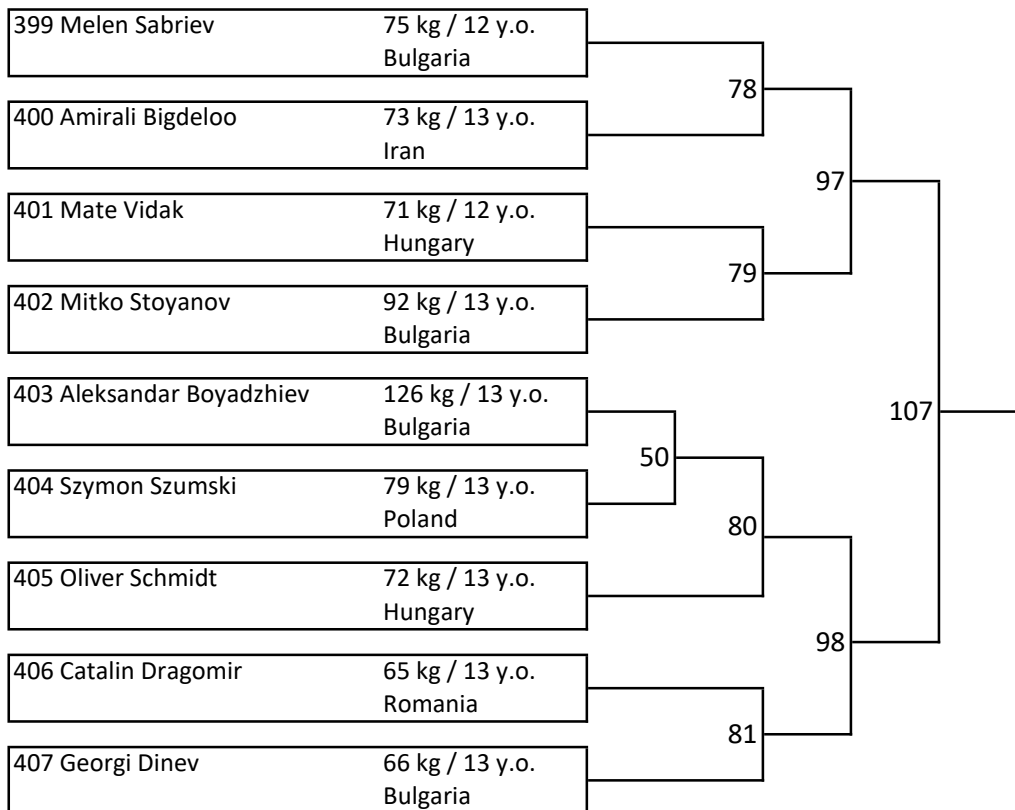 399 Melen Sabriev 75 kg / 12 y.o.
Bulgaria
78
400 Amirali Bigdeloo 73 kg / 13 y.o.
Iran
97
401 Mate Vidak 71 kg / 12 y.o.
Hungary
79
402 Mitko Stoyanov 92 kg / 13 y.o.
Bulgaria
403 Aleksandar Boyadzhiev 126 kg / 13 y.o.
Bulgaria
107
50
404 Szymon Szumski 79 kg / 13 y.o.
Poland
80
405 Oliver Schmidt 72 kg / 13 y.o.
Hungary
98
406 Catalin Dragomir 65 kg / 13 y.o.
Romania
81
407 Georgi Dinev 66 kg / 13 y.o.
Bulgaria